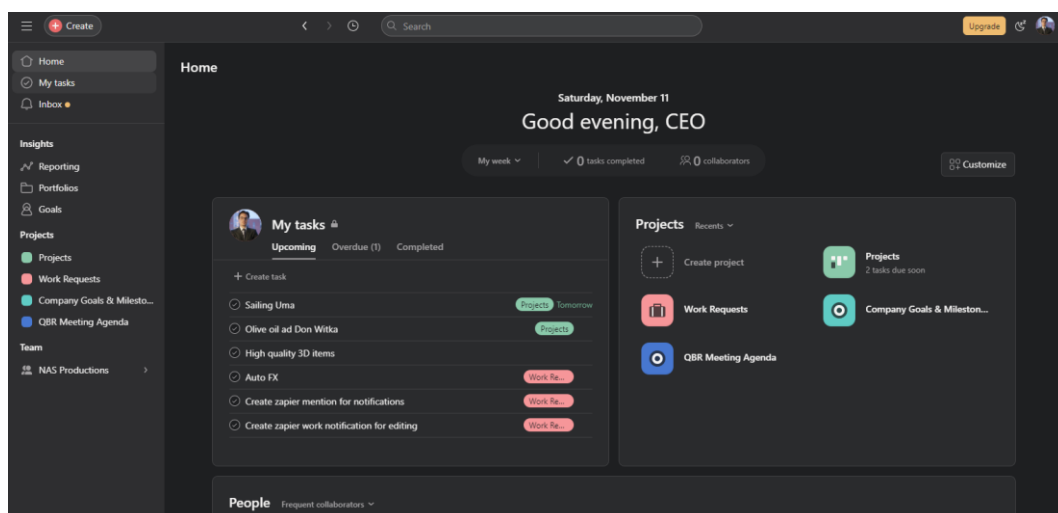 Create
Search
Upgrade
Home
My tasks
Inbox
Insights
Reporting
Portfolios
Goals
Projects
Projects
Work Requests
Company Goals & Milesto...
QBR Meeting Agenda
Team
NAS Productions
Home
Saturday, November 11
Good evening, CEO
My week
0 tasks completed
0 collaborators
Customize
My tasks
Upcoming Overdue (1) Completed
Create task
Sailing Uma Projects Tomorrow
Olive oil ad Don Witka Projects
High quality 3D items
Auto FX Work Re...
Create zapier mention for notifications Work Re...
Create zapier work notification for editing Work Re...
Projects Recents
Create project
Projects
2 tasks due soon
Work Requests
Company Goals & Mileston...
QBR Meeting Agenda
People Frequent collaborators